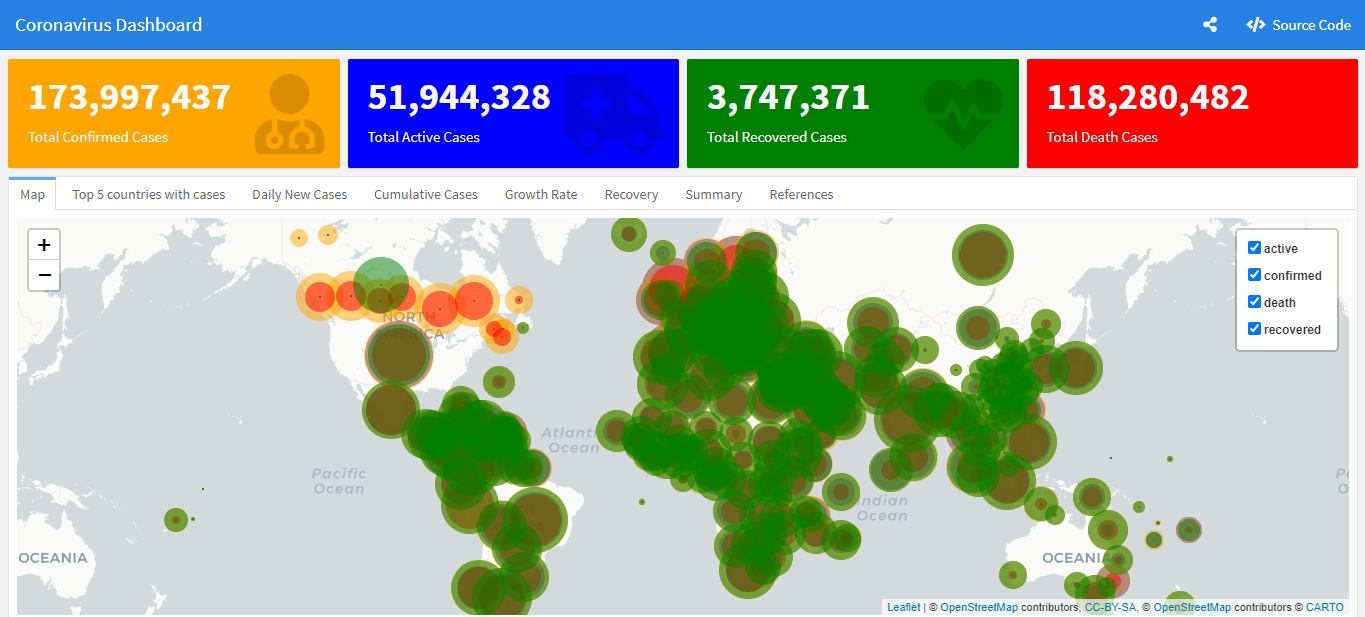 Coronavirus Dashboard
Source Code
173,997,437
Total Confirmed Cases
51,944,328
Total Active Cases
3,747,371
Total Recovered Cases
118,280,482
Total Death Cases
Map
Top 5 countries with cases
Daily New Cases
Cumulative Cases
Growth Rate
Recovery
Summary
References
+
−
active
confirmed
death
recovered
NORTH
AMERICA
Atlantic
Ocean
Pacific
Ocean
Indian
Ocean
OCEANIA
OCEANIA
Leaflet | © OpenStreetMap contributors, CC-BY-SA, © OpenStreetMap contributors © CARTO